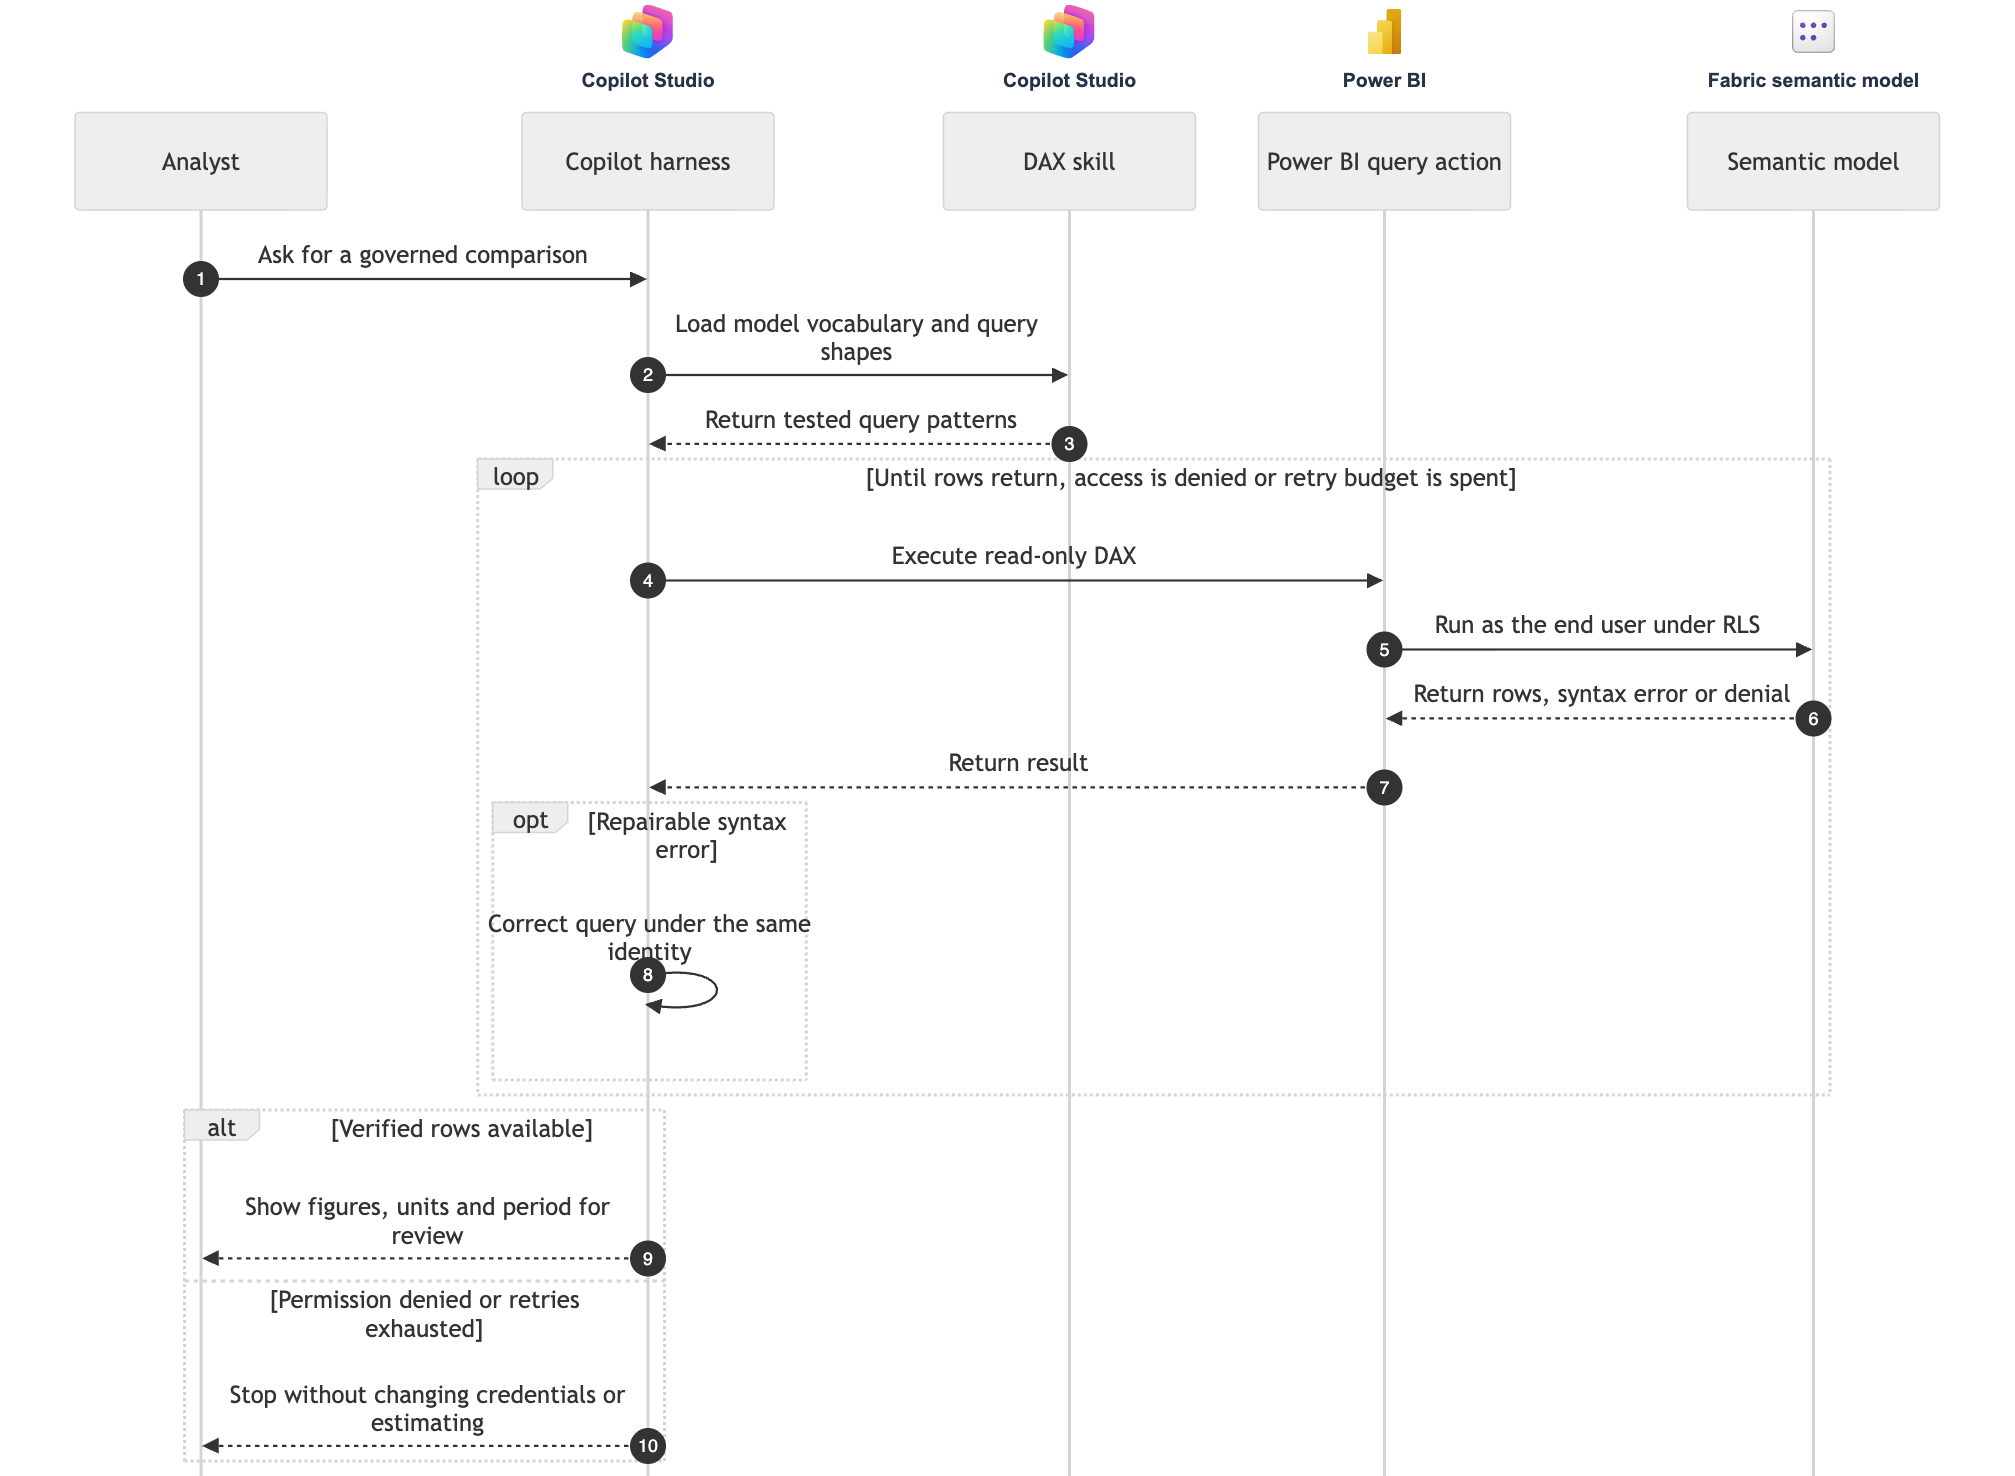 Copilot Studio
Copilot Studio
Power BI
Fabric semantic model
Analyst
Copilot harness
DAX skill
Power BI query action
Semantic model
Ask for a governed comparison
1
Load model vocabulary and query
shapes
2
Return tested query patterns
3
loop
[Until rows return, access is denied or retry budget is spent]
Execute read-only DAX
4
Run as the end user under RLS
5
Return rows, syntax error or denial
6
Return result
7
opt
[Repairable syntax
error]
Correct query under the same
identity
8
alt
[Verified rows available]
Show figures, units and period for
review
9
[Permission denied or retries
exhausted]
Stop without changing credentials or
estimating
10